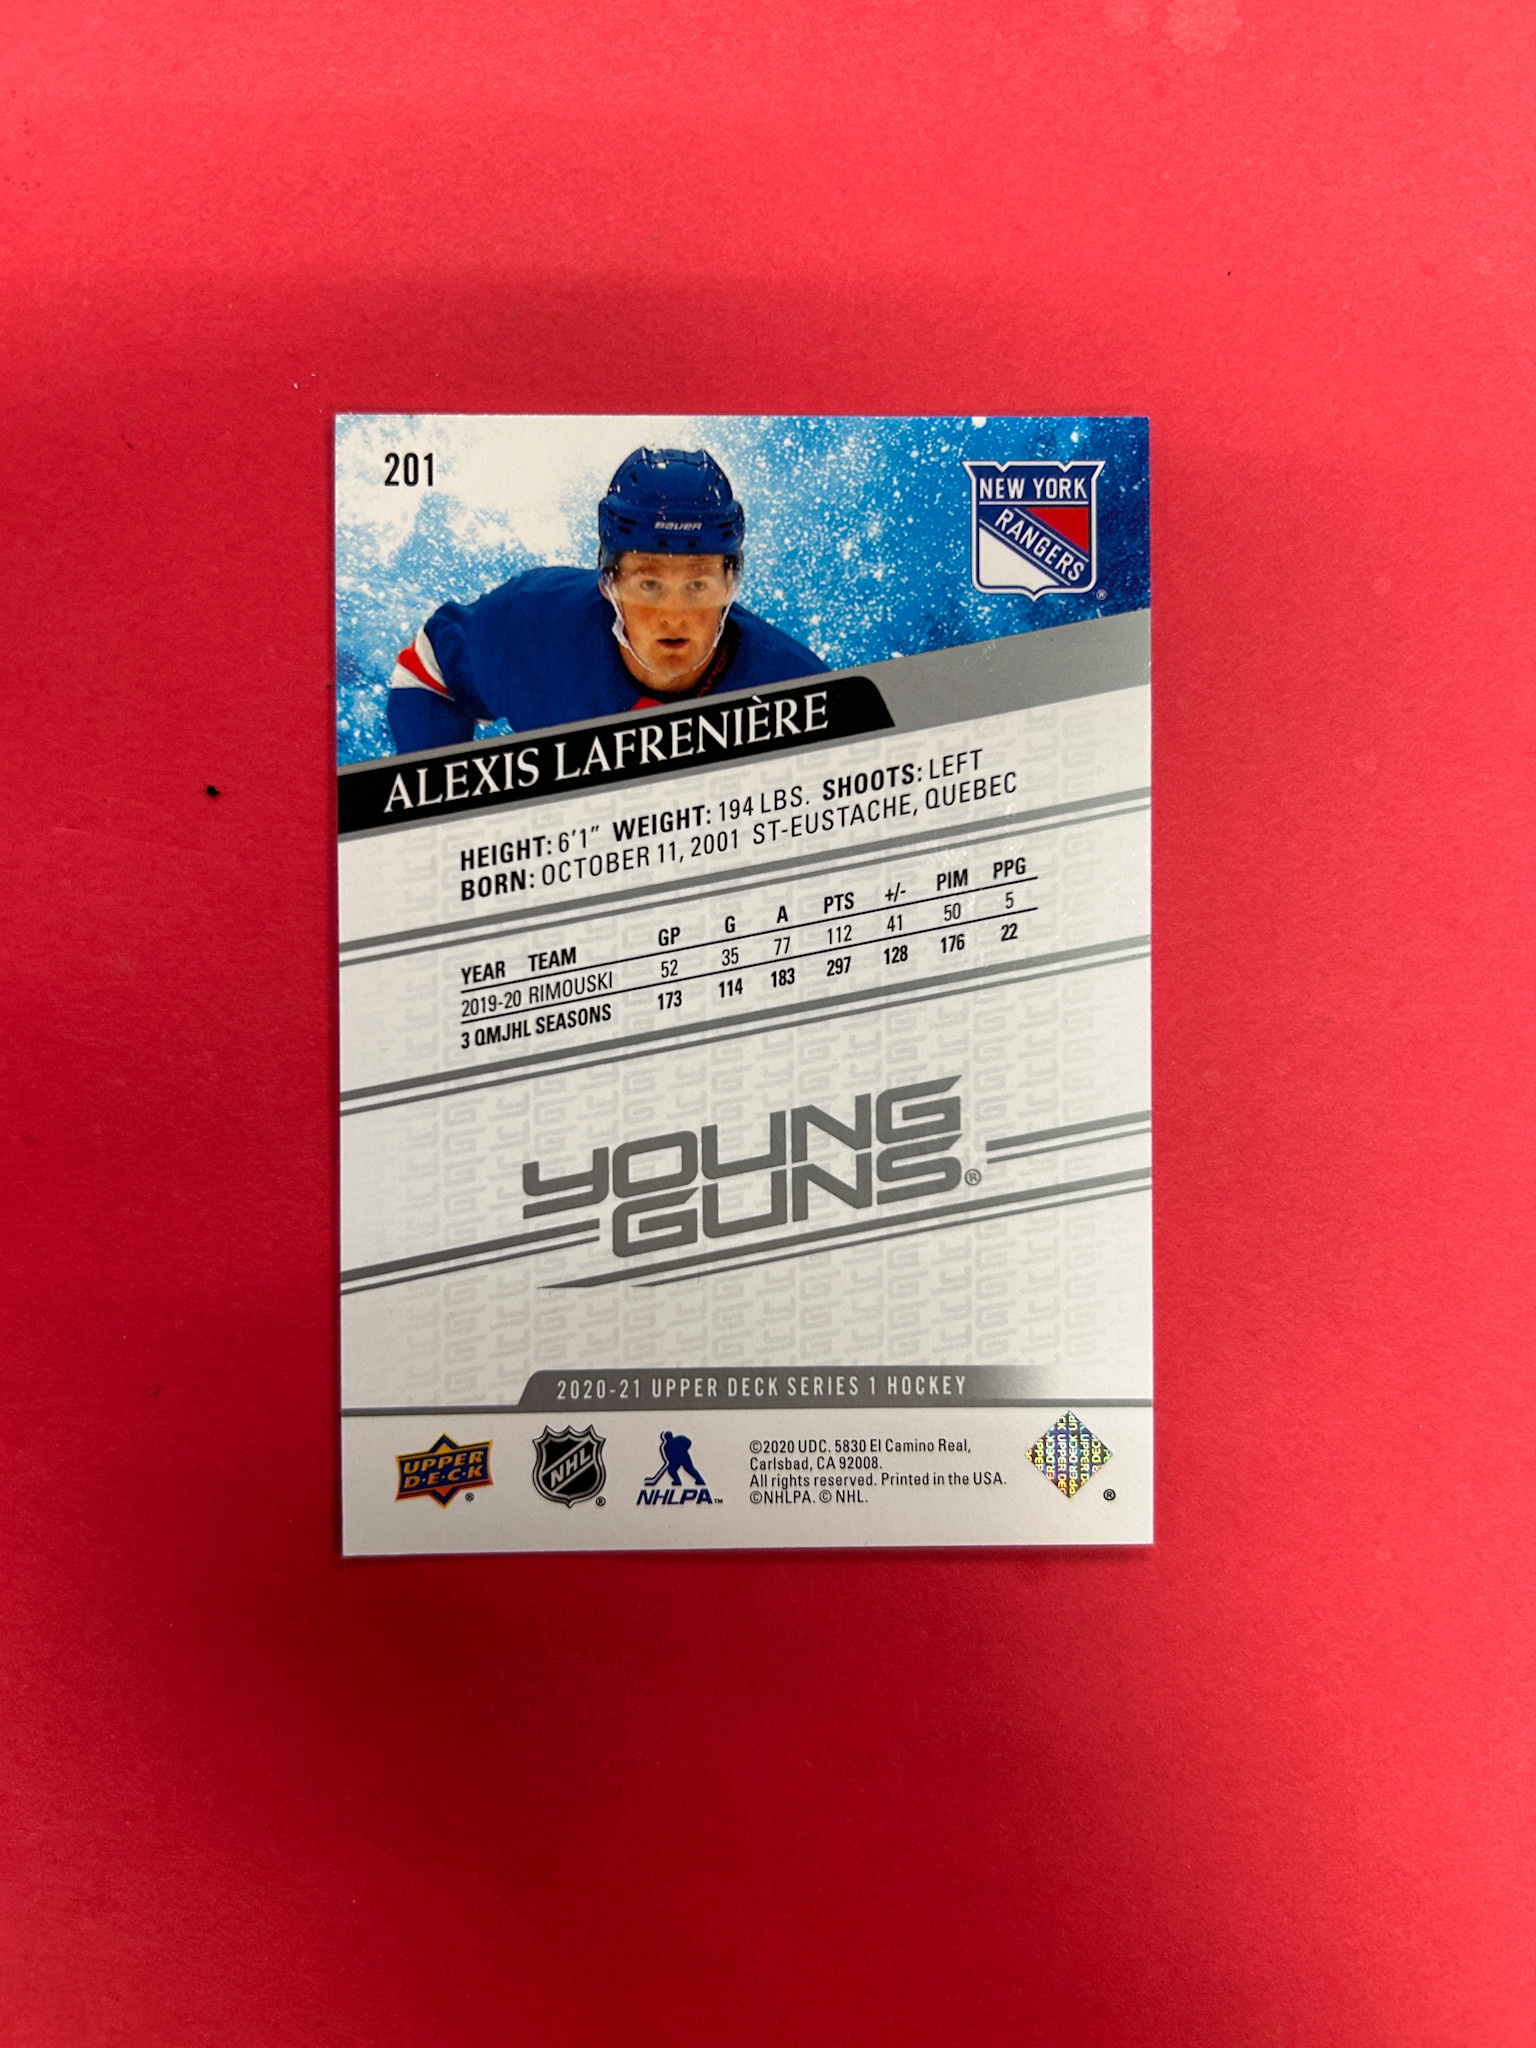 201
BAUER
NEW YORK
RANGERS
®
ALEXIS LAFRENIÈRE
HEIGHT: 6'1" WEIGHT: 194 LBS. SHOOTS: LEFT
BORN: OCTOBER 11, 2001 ST-EUSTACHE, QUEBEC
YEAR TEAM GP G A PTS +/- PIM PPG
2019-20 RIMOUSKI 52 35 77 112 41 50 5
3 QMJHL SEASONS 173 114 183 297 128 176 22
YOUNG
GUNS®
2020-21 UPPER DECK SERIES 1 HOCKEY
UPPER
D·E·C·K
®
NHL
®
NHLPA™
©2020 UDC. 5830 El Camino Real,
Carlsbad, CA 92008.
All rights reserved. Printed in the USA.
©NHLPA. © NHL.
UPPER DECK
®